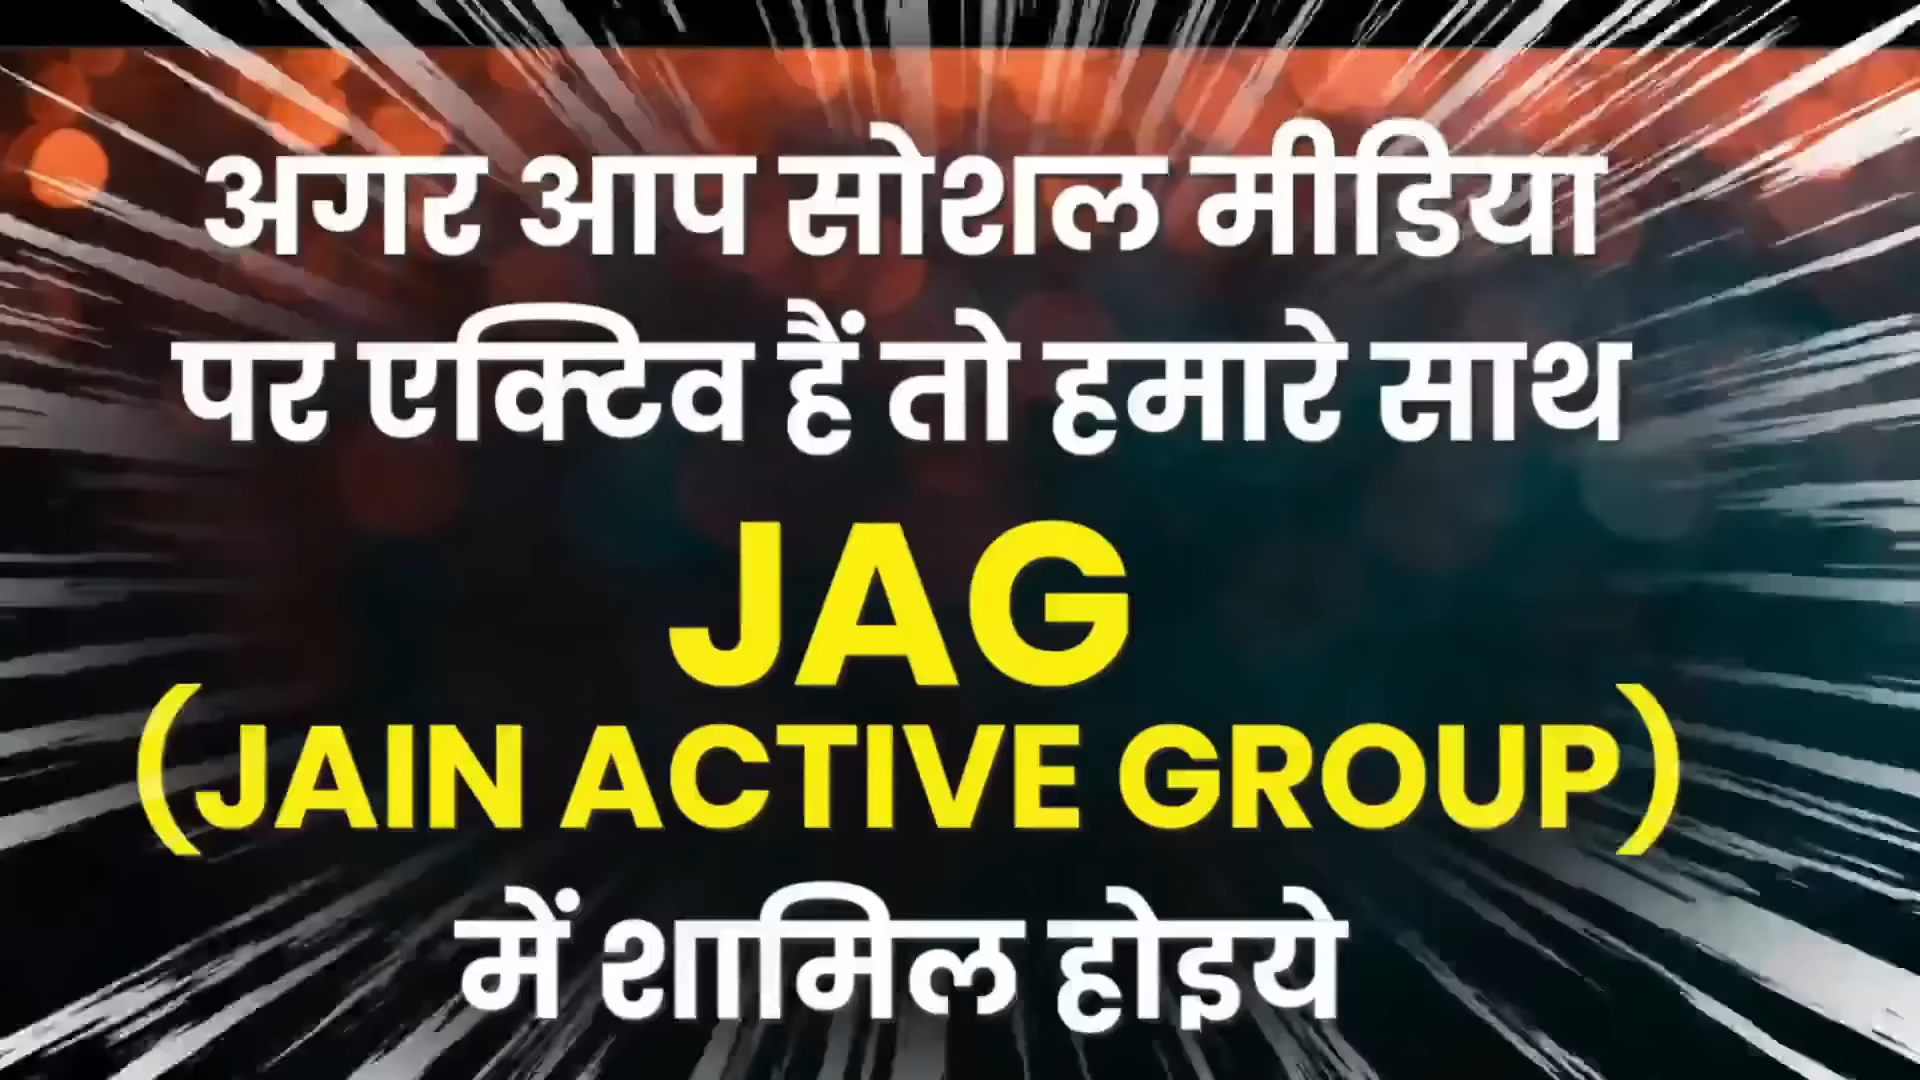 अगर आप सोशल मीडिया
पर एक्टिव हैं तो हमारे साथ
JAG
(JAIN ACTIVE GROUP)
में शामिल होइये